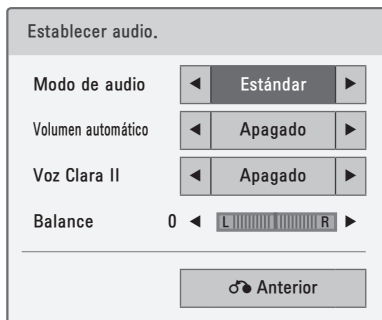 Establecer audio.
Modo de audio ◀ Estándar ▶
Volumen automático ◀ Apagado ▶
Voz Clara II ◀ Apagado ▶
Balance 0 ◀ L R ▶
Anterior